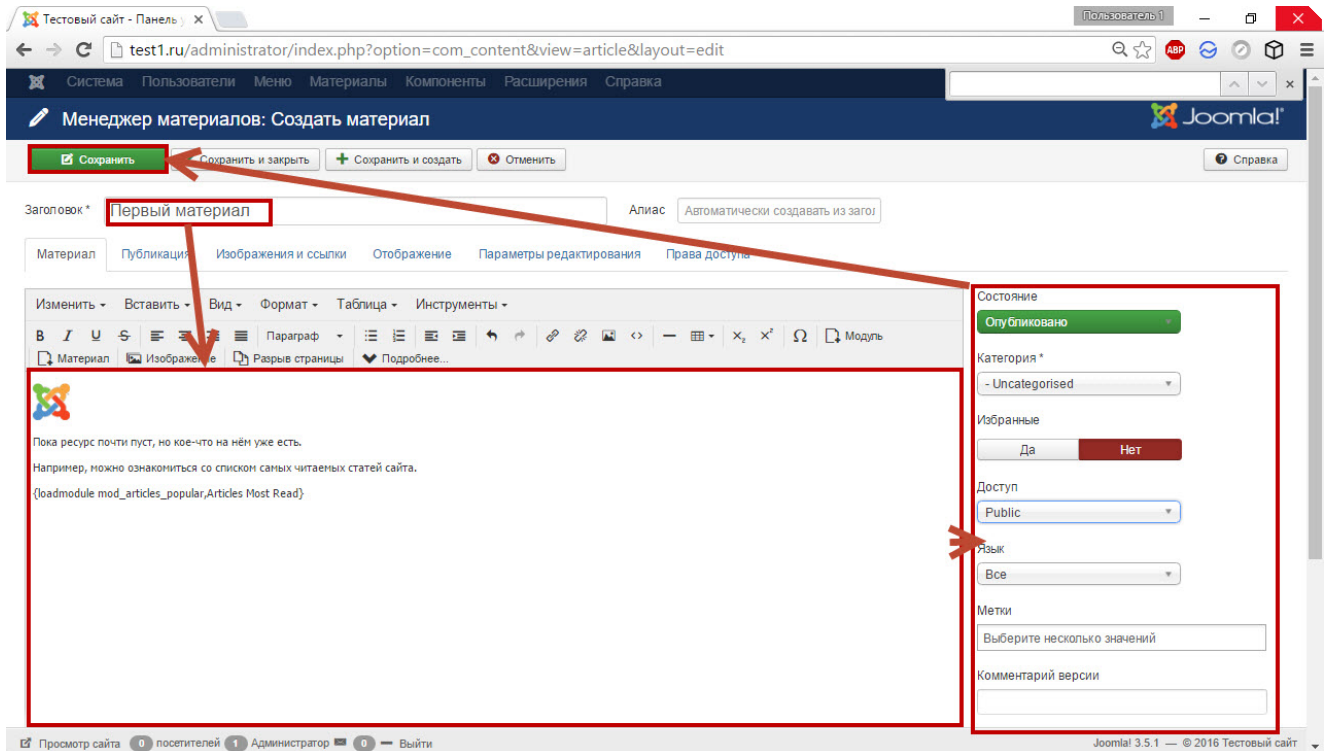 Тестовый сайт - Панель у
Пользователь 1
test1.ru/administrator/index.php?option=com_content&view=article&layout=edit
ABP
Система Пользователи Меню Материалы Компоненты Расширения Справка
Менеджер материалов: Создать материал
Joomla!
Сохранить Сохранить и закрыть Сохранить и создать Отменить Справка
Заголовок * Первый материал Алиас Автоматически создавать из загол
Материал Публикация Изображения и ссылки Отображение Параметры редактирования Права доступа
Изменить Вставить Вид Формат Таблица Инструменты
B I U S Параграф X₂ X² Ω Модуль
Материал Изображение Разрыв страницы Подробнее...
Пока ресурс почти пуст, но кое-что на нём уже есть.
Например, можно ознакомиться со списком самых читаемых статей сайта.
{loadmodule mod_articles_popular,Articles Most Read}
Состояние
Опубликовано
Категория *
- Uncategorised
Избранные
Да Нет
Доступ
Public
Язык
Все
Метки
Выберите несколько значений
Комментарий версии
Просмотр сайта 0 посетителей 1 Администратор 0 Выйти
Joomla! 3.5.1 — © 2016 Тестовый сайт